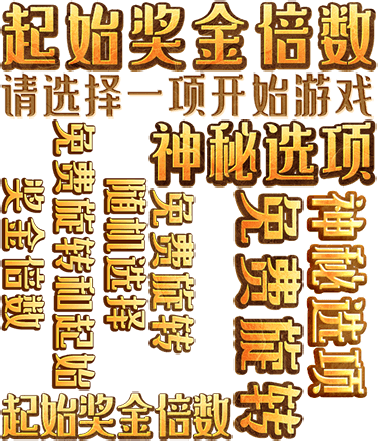 起始奖金倍数
请选择一项开始游戏
神秘选项
免费旋转和起始
奖金倍数
免费旋转
随机选择
神秘选项
免费旋转
起始奖金倍数